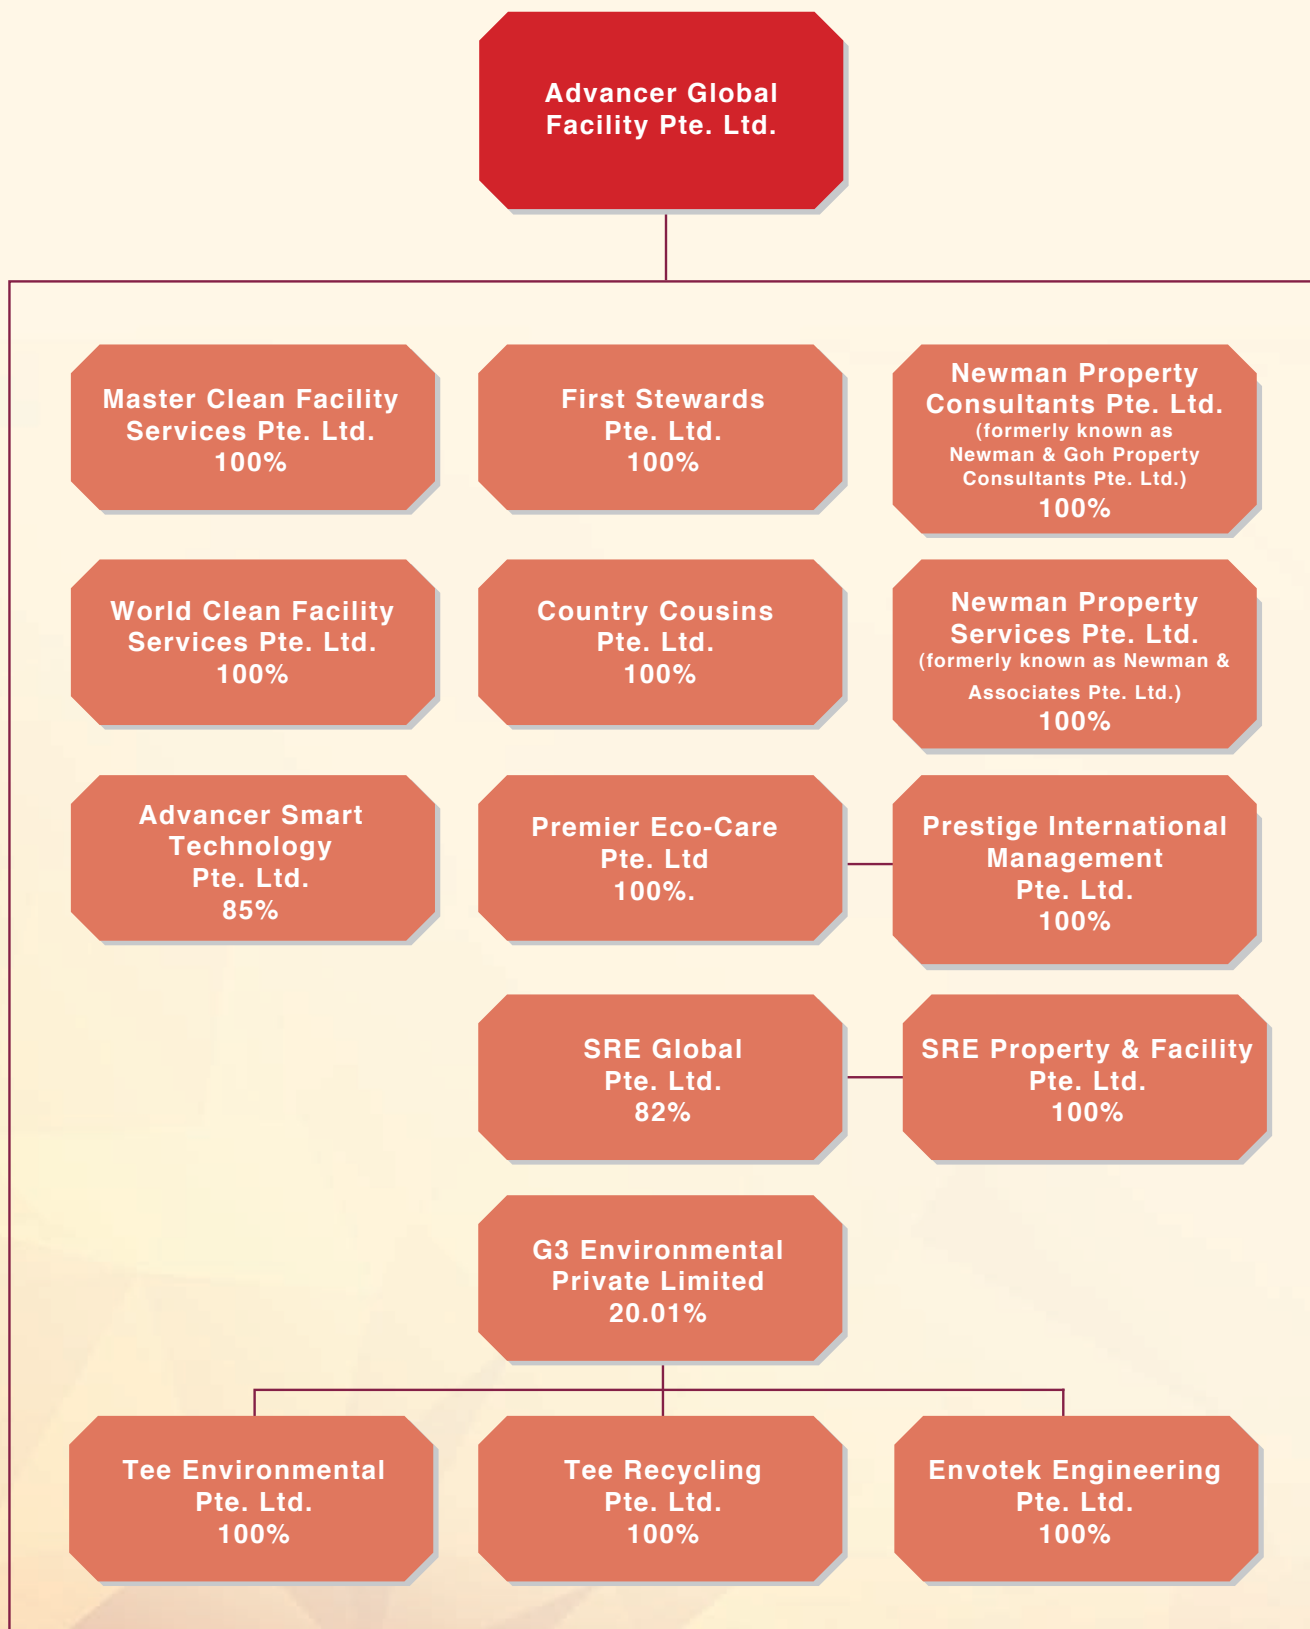 Advancer Global
Facility Pte. Ltd.
Master Clean Facility
Services Pte. Ltd.
100%
First Stewards
Pte. Ltd.
100%
Newman Property
Consultants Pte. Ltd.
(formerly known as
Newman & Goh Property
Consultants Pte. Ltd.)
100%
World Clean Facility
Services Pte. Ltd.
100%
Country Cousins
Pte. Ltd.
100%
Newman Property
Services Pte. Ltd.
(formerly known as Newman &
Associates Pte. Ltd.)
100%
Advancer Smart
Technology
Pte. Ltd.
85%
Premier Eco-Care
Pte. Ltd
100%.
Prestige International
Management
Pte. Ltd.
100%
SRE Global
Pte. Ltd.
82%
SRE Property & Facility
Pte. Ltd.
100%
G3 Environmental
Private Limited
20.01%
Tee Environmental
Pte. Ltd.
100%
Tee Recycling
Pte. Ltd.
100%
Envotek Engineering
Pte. Ltd.
100%